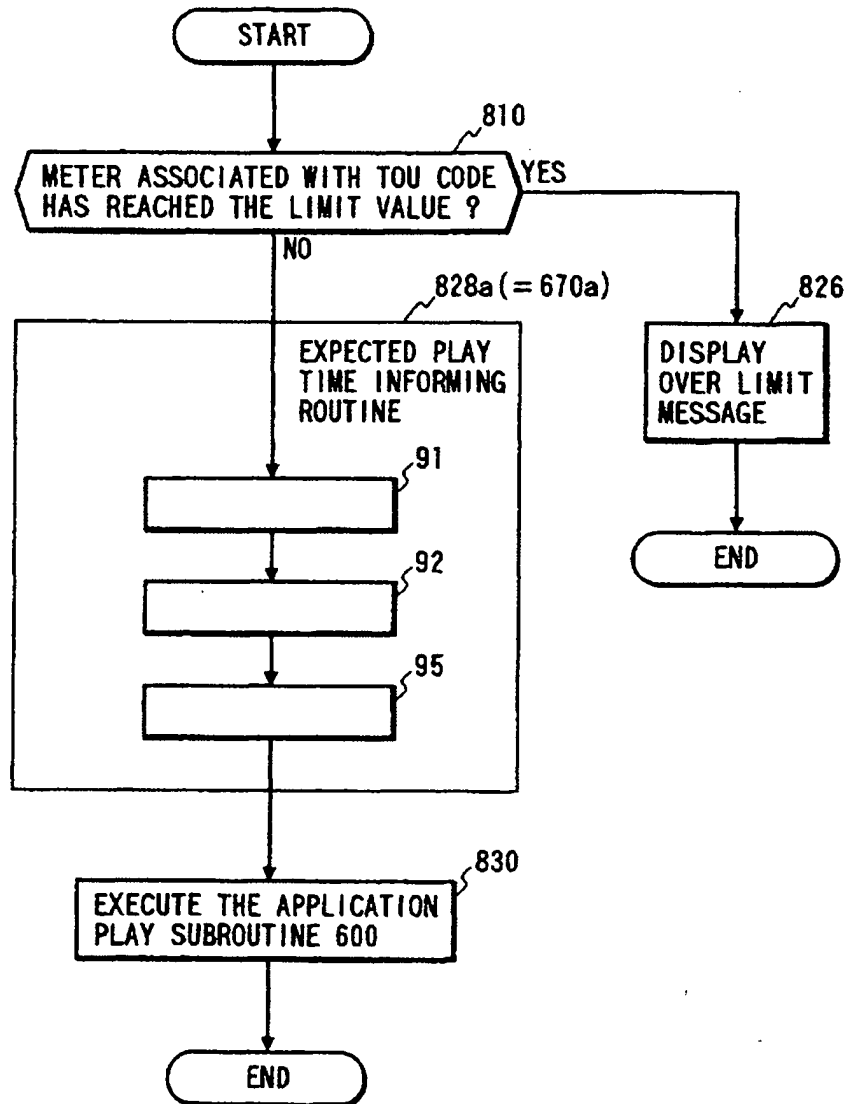 START
810
METER ASSOCIATED WITH TOU CODE
HAS REACHED THE LIMIT VALUE ?
YES
NO
828a (= 670a)
826
EXPECTED PLAY
TIME INFORMING
ROUTINE
DISPLAY
OVER LIMIT
MESSAGE
91
92
END
95
830
EXECUTE THE APPLICATION
PLAY SUBROUTINE 600
END